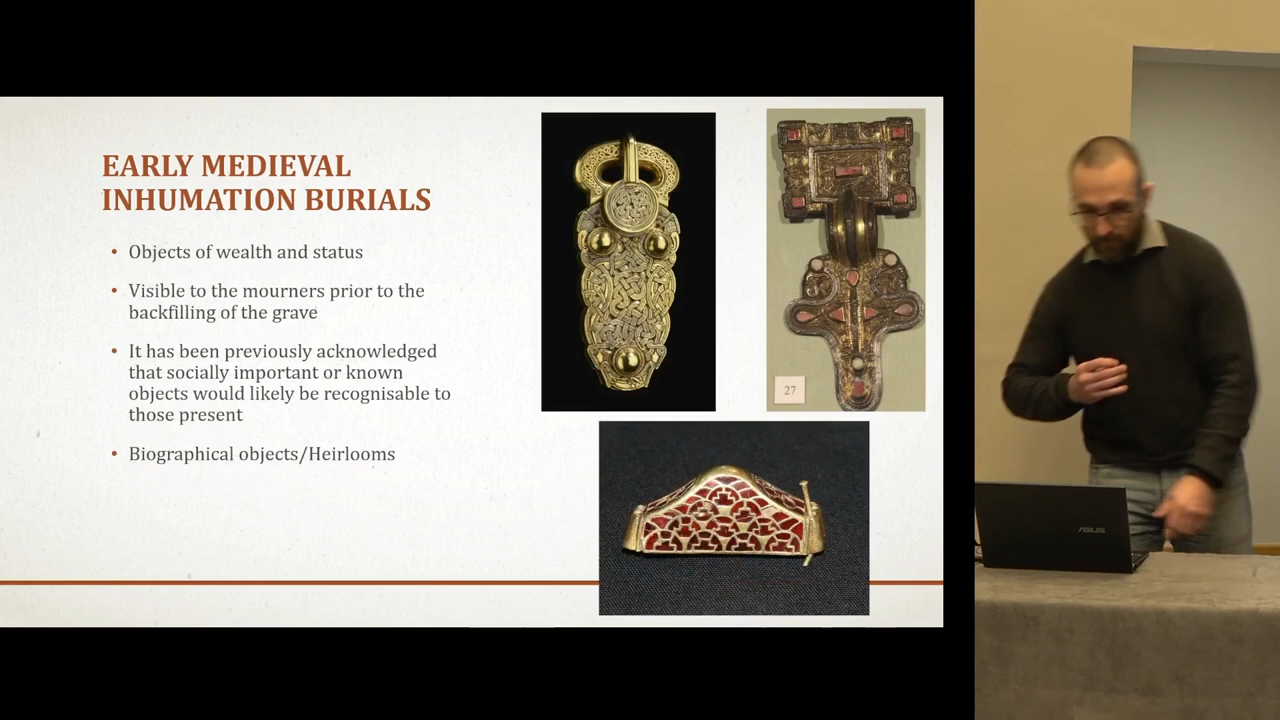 EARLY MEDIEVAL
INHUMATION BURIALS
• Objects of wealth and status
• Visible to the mourners prior to the
backfilling of the grave
• It has been previously acknowledged
that socially important or known
objects would likely be recognisable to
those present
• Biographical objects/Heirlooms
27
ASUS